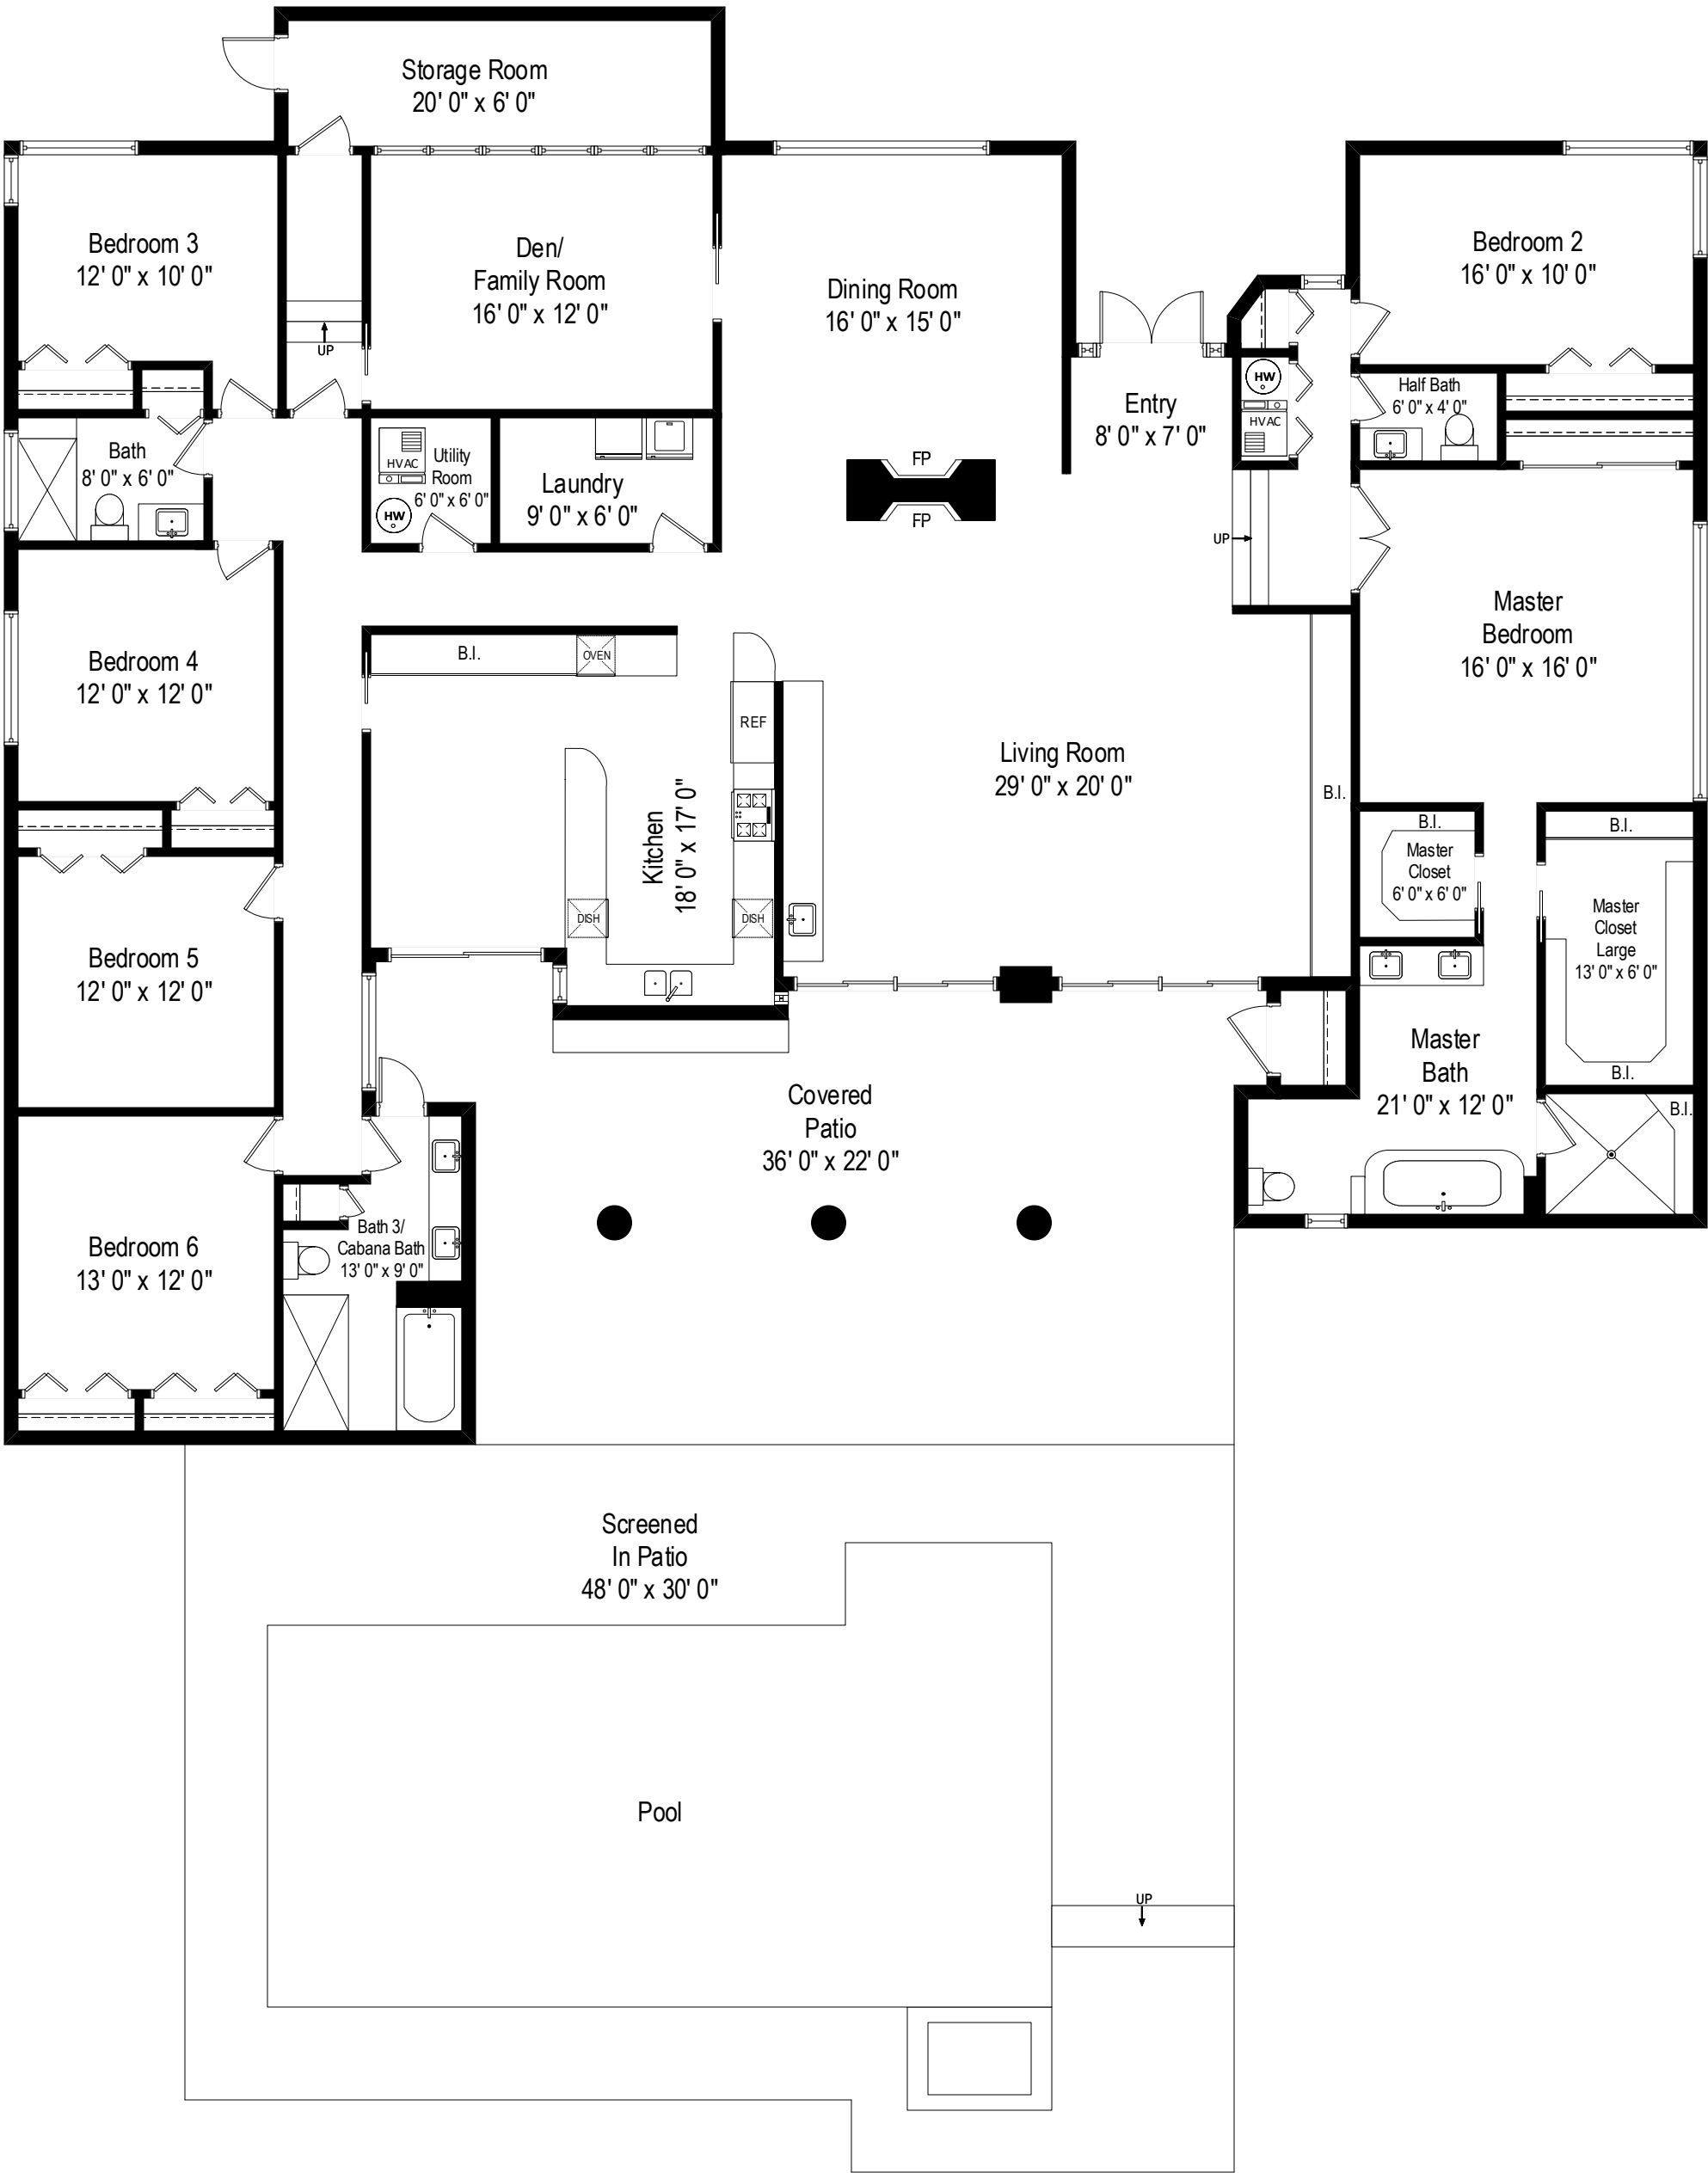 Storage Room
20' 0" x 6' 0"
Bedroom 3
12' 0" x 10' 0"
Den/
Family Room
16' 0" x 12' 0"
UP
Dining Room
16' 0" x 15' 0"
Bedroom 2
16' 0" x 10' 0"
Entry
8' 0" x 7' 0"
HW
HVAC
Half Bath
6' 0" x 4' 0"
Bath
8' 0" x 6' 0"
HVAC
HW
Utility
Room
6' 0" x 6' 0"
Laundry
9' 0" x 6' 0"
FP
FP
UP
Master
Bedroom
16' 0" x 16' 0"
Bedroom 4
12' 0" x 12' 0"
B.I.
OVEN
REF
Kitchen
18' 0" x 17' 0"
DISH
DISH
Living Room
29' 0" x 20' 0"
B.I.
B.I.
Master
Closet
6' 0" x 6' 0"
B.I.
Master
Closet
Large
13' 0" x 6' 0"
B.I.
Bedroom 5
12' 0" x 12' 0"
Master
Bath
21' 0" x 12' 0"
B.I.
Covered
Patio
36' 0" x 22' 0"
Bedroom 6
13' 0" x 12' 0"
Bath 3/
Cabana Bath
13' 0" x 9' 0"
Screened
In Patio
48' 0" x 30' 0"
Pool
UP